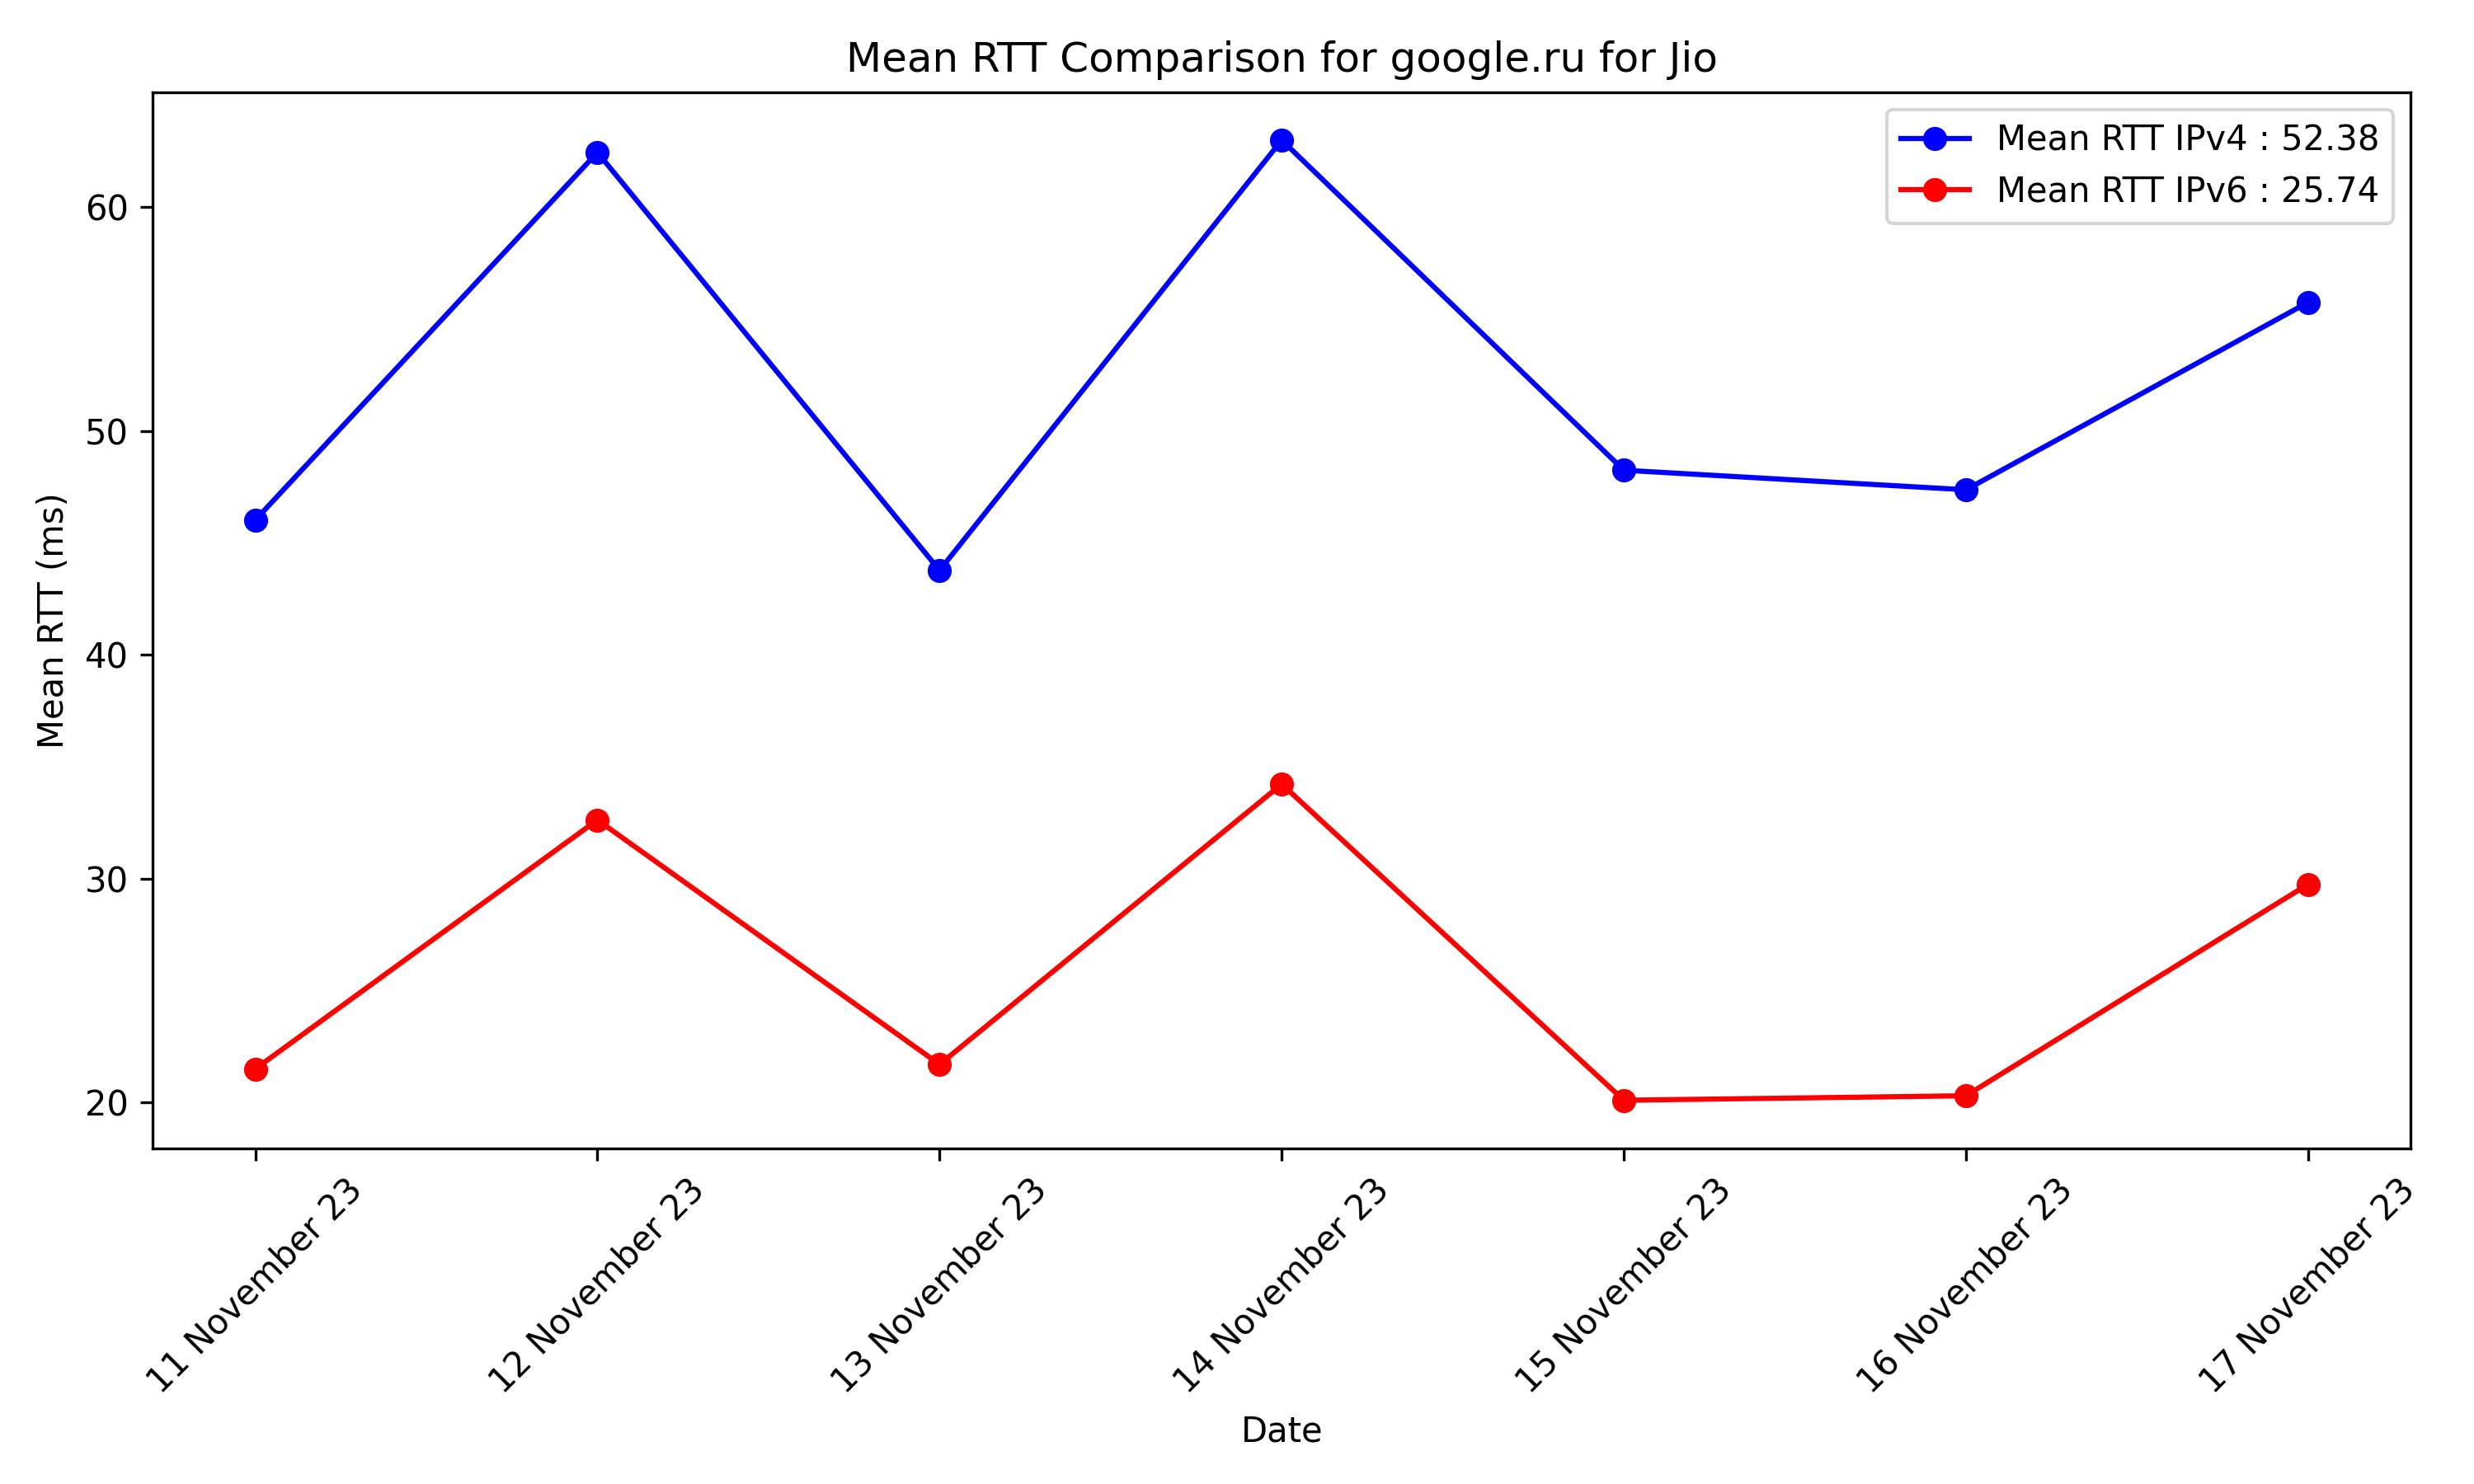 Mean RTT Comparison for google.ru for Jio
Mean RTT IPv4 : 52.38
Mean RTT IPv6 : 25.74
Mean RTT (ms)
60
50
40
30
20
11 November 23
12 November 23
13 November 23
14 November 23
15 November 23
16 November 23
17 November 23
Date